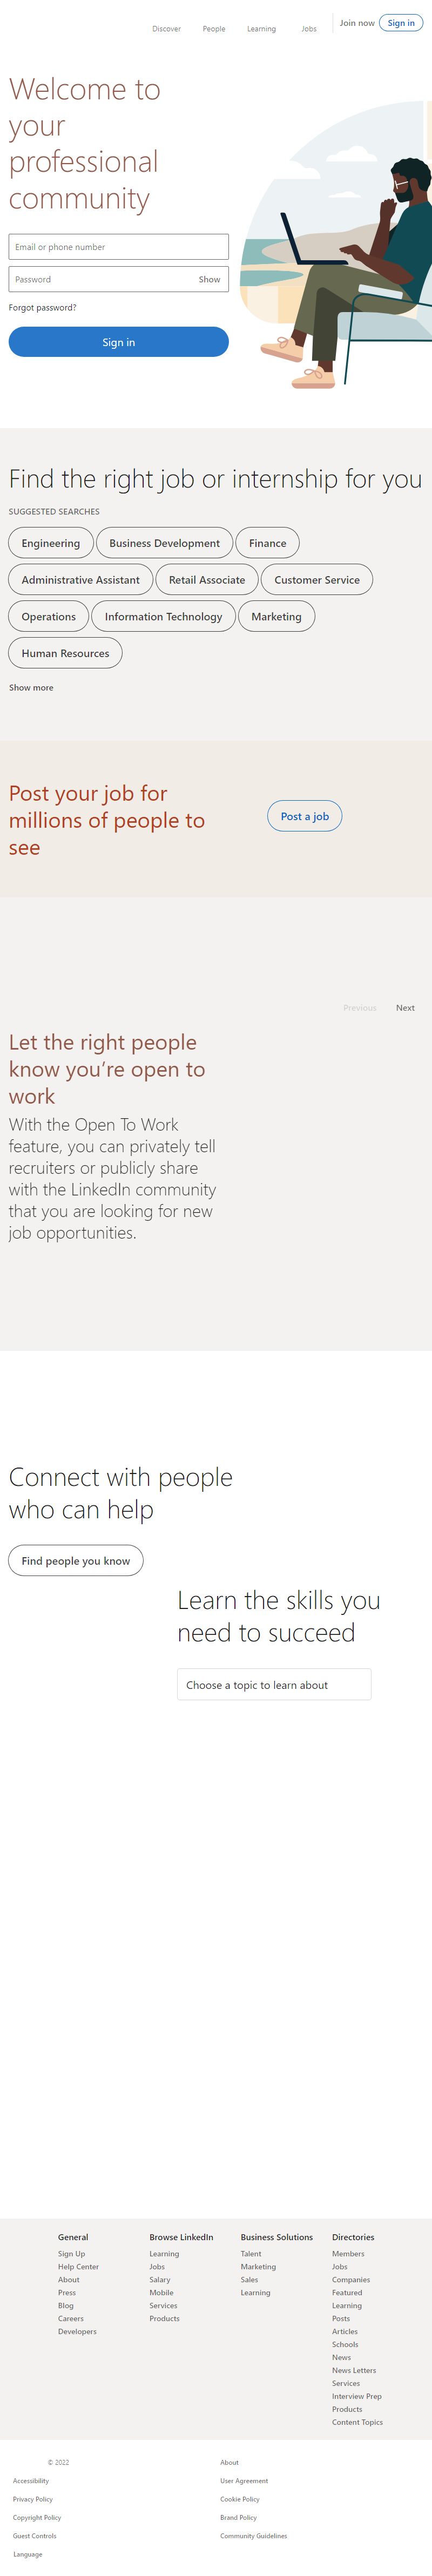 Discover
People
Learning
Jobs
Join now
Sign in
Welcome to
your
professional
community
Email or phone number
Password
Show
Forgot password?
Sign in
Find the right job or internship for you
SUGGESTED SEARCHES
Engineering
Business Development
Finance
Administrative Assistant
Retail Associate
Customer Service
Operations
Information Technology
Marketing
Human Resources
Show more
Post your job for
millions of people to
see
Post a job
Previous
Next
Let the right people
know you’re open to
work
With the Open To Work
feature, you can privately tell
recruiters or publicly share
with the LinkedIn community
that you are looking for new
job opportunities.
Connect with people
who can help
Find people you know
Learn the skills you
need to succeed
Choose a topic to learn about
General
Sign Up
Help Center
About
Press
Blog
Careers
Developers
Browse LinkedIn
Learning
Jobs
Salary
Mobile
Services
Products
Business Solutions
Talent
Marketing
Sales
Learning
Directories
Members
Jobs
Companies
Featured
Learning
Posts
Articles
Schools
News
News Letters
Services
Interview Prep
Products
Content Topics
© 2022
About
Accessibility
User Agreement
Privacy Policy
Cookie Policy
Copyright Policy
Brand Policy
Guest Controls
Community Guidelines
Language